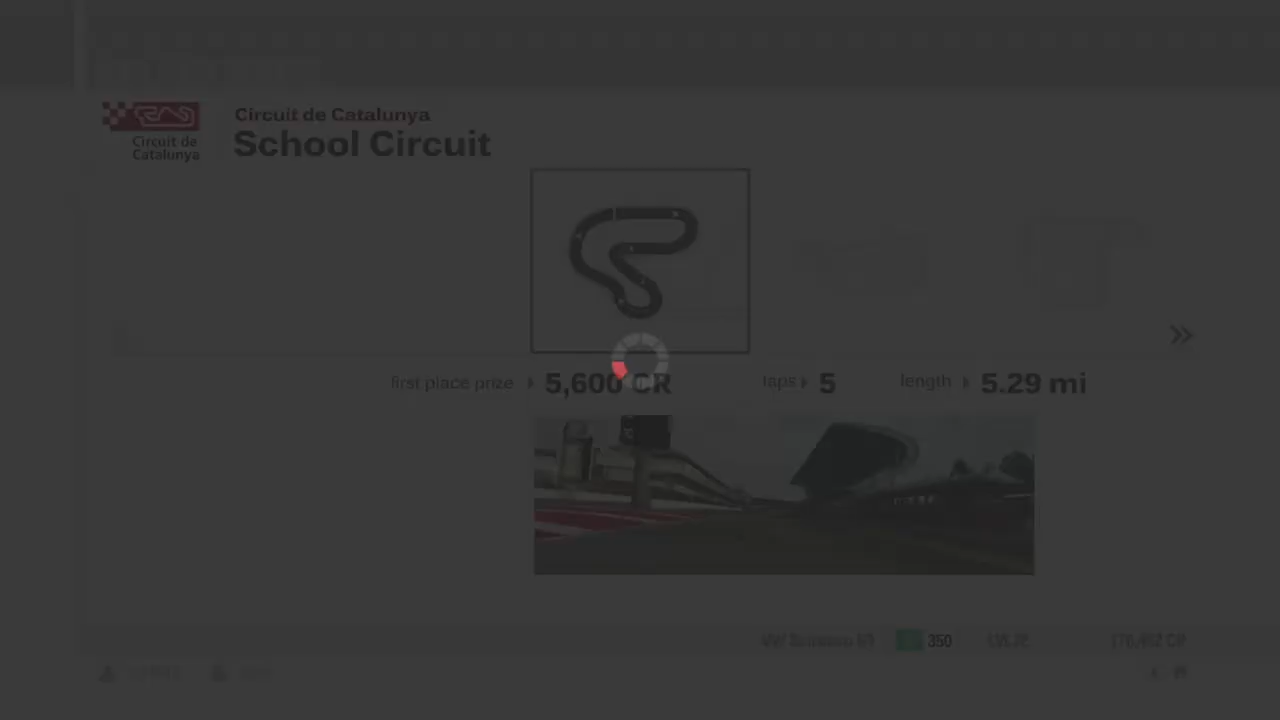 Circuit de Catalunya
School Circuit
Circuit de
Catalunya
first place prize 5,600 CR laps 5 length 5.29 mi
350